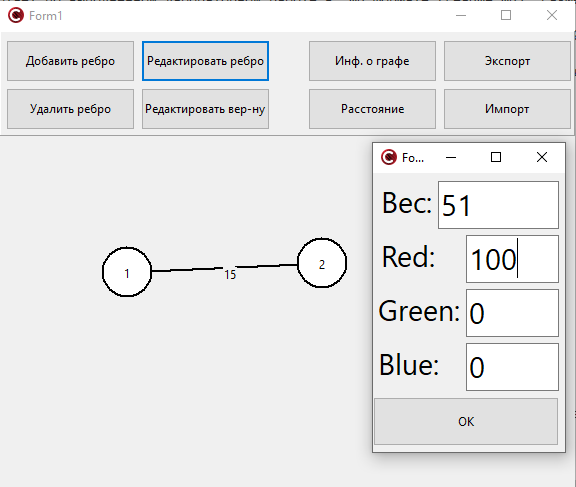 Form1
Добавить ребро
Редактировать ребро
Инф. о графе
Экспорт
Удалить ребро
Редактировать вер-ну
Расстояние
Импорт
Fo...
Вес: 51
Red: 100
Green: 0
Blue: 0
OK
1
15
2